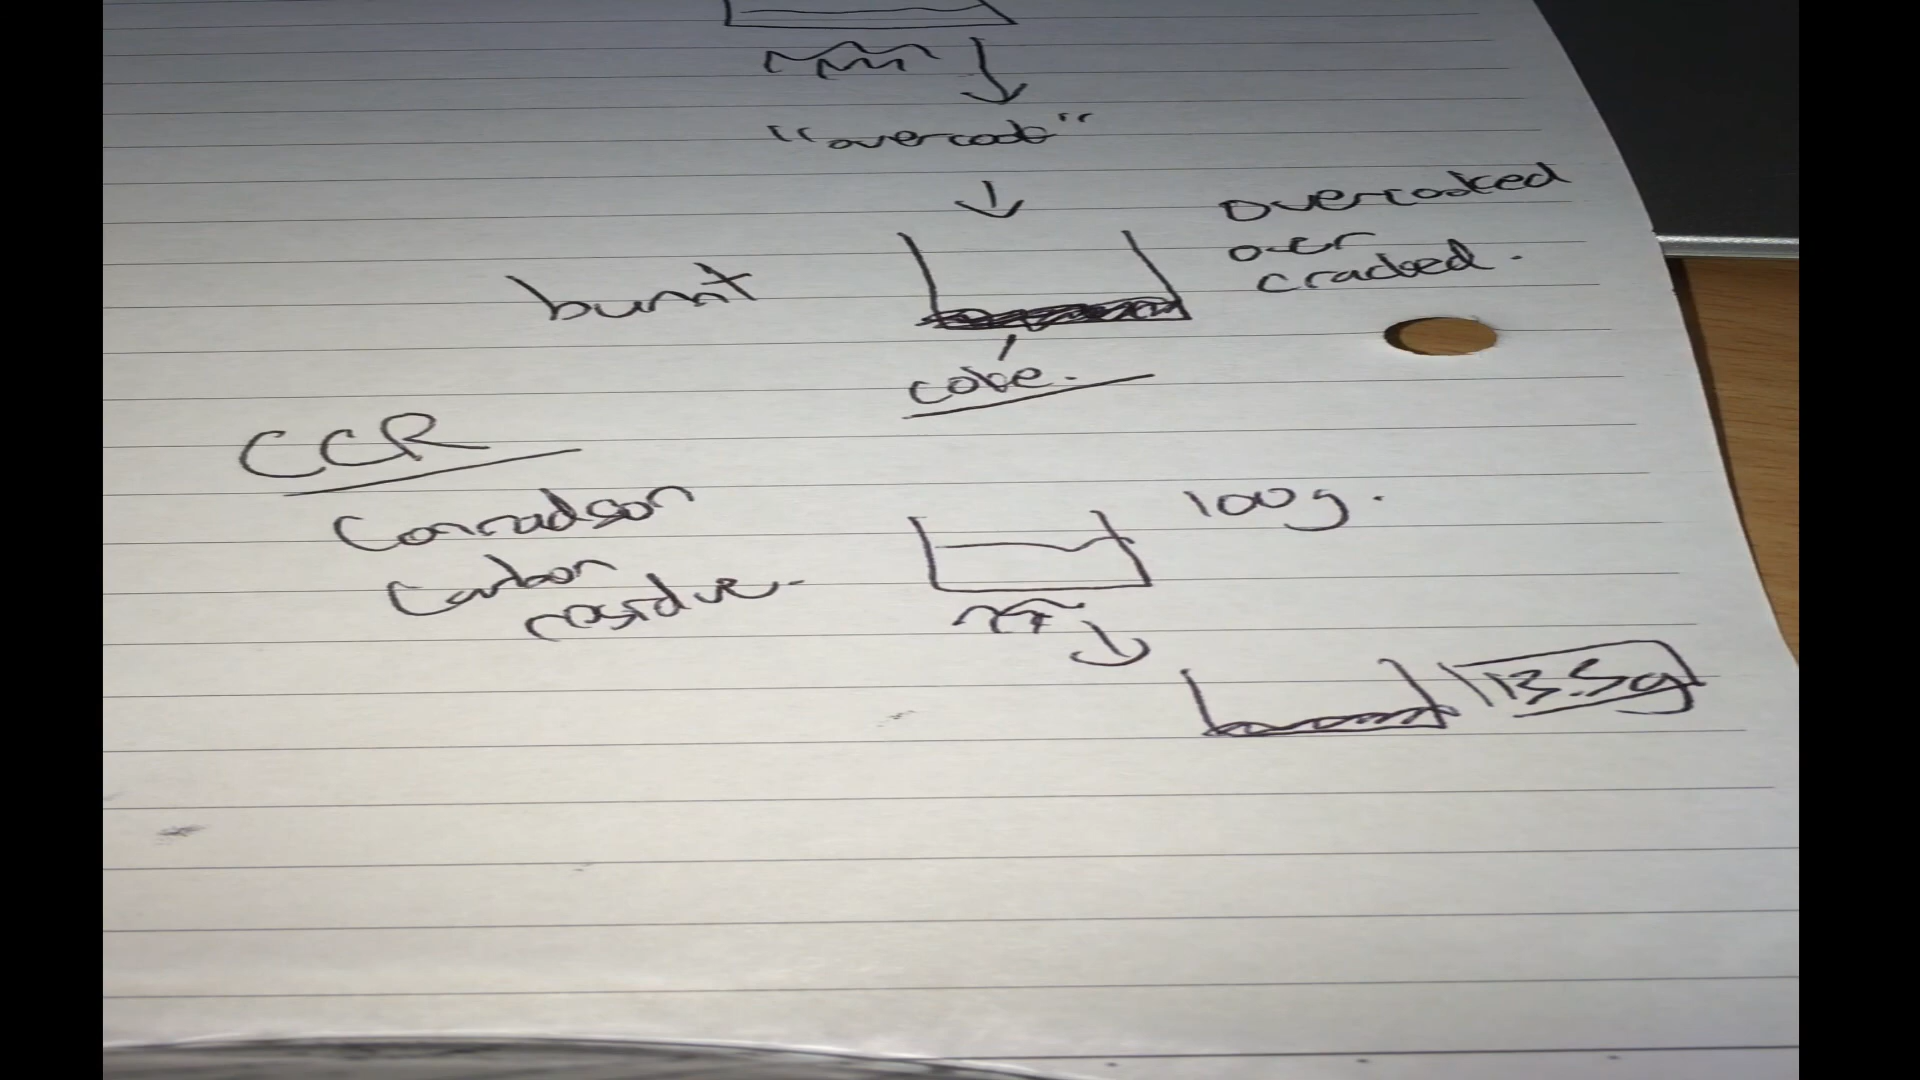 "overcook"
overcooked
over
cracked.
burnt
coke.
CCR
Conradson
Carbon
residue.
100g.
13.5g